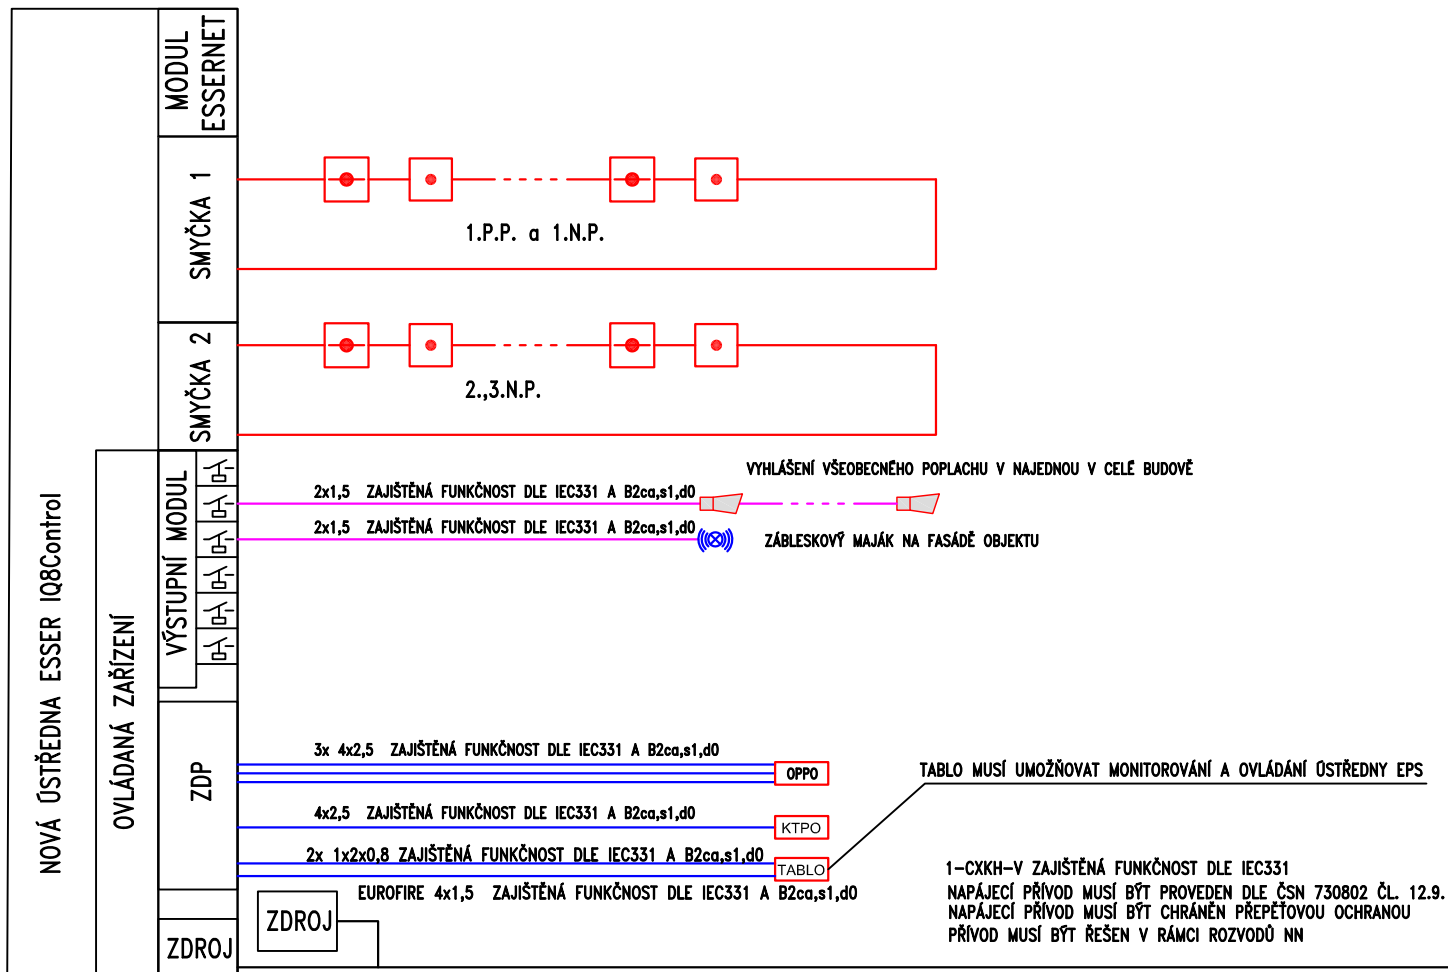 NOVÁ ÚSTŘEDNA ESSER IQ8Control
OVLÁDANÁ ZAŘÍZENÍ
MODUL
ESSERNET
SMYČKA 1
1.P.P. a 1.N.P.
SMYČKA 2
2.,3.N.P.
VÝSTUPNÍ MODUL
VYHLÁŠENÍ VŠEOBECNÉHO POPLACHU V NAJEDNOU V CELÉ BUDOVĚ
2x1,5 ZAJIŠTĚNÁ FUNKČNOST DLE IEC331 A B2ca,s1,d0
2x1,5 ZAJIŠTĚNÁ FUNKČNOST DLE IEC331 A B2ca,s1,d0
ZÁBLESKOVÝ MAJÁK NA FASÁDĚ OBJEKTU
ZDP
3x 4x2,5 ZAJIŠTĚNÁ FUNKČNOST DLE IEC331 A B2ca,s1,d0
OPPO
TABLO MUSÍ UMOŽŇOVAT MONITOROVÁNÍ A OVLÁDÁNÍ ÚSTŘEDNY EPS
4x2,5 ZAJIŠTĚNÁ FUNKČNOST DLE IEC331 A B2ca,s1,d0
KTPO
2x 1x2x0,8 ZAJIŠTĚNÁ FUNKČNOST DLE IEC331 A B2ca,s1,d0
TABLO
EUROFIRE 4x1,5 ZAJIŠTĚNÁ FUNKČNOST DLE IEC331 A B2ca,s1,d0
1-CXKH-V ZAJIŠTĚNÁ FUNKČNOST DLE IEC331
NAPÁJECÍ PŘÍVOD MUSÍ BÝT PROVEDEN DLE ČSN 730802 ČL. 12.9.
NAPÁJECÍ PŘÍVOD MUSÍ BÝT CHRÁNĚN PŘEPĚŤOVOU OCHRANOU
PŘÍVOD MUSÍ BÝT ŘEŠEN V RÁMCI ROZVODŮ NN
ZDROJ
ZDROJ